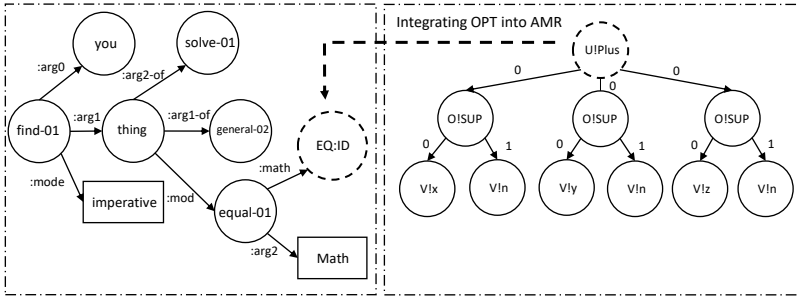 Integrating OPT into AMR
you
solve-01
:arg0
:arg2-of
find-01
:arg1
thing
:arg1-of
general-02
:mode
imperative
:mod
:math
EQ:ID
equal-01
:arg2
Math
U!Plus
0
0
0
O!SUP
O!SUP
O!SUP
0
1
0
1
0
1
V!x
V!n
V!y
V!n
V!z
V!n